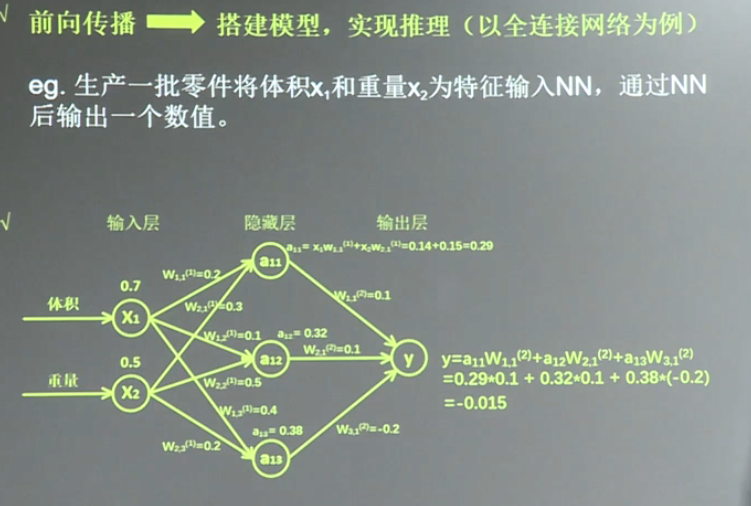 √ 前向传播 搭建模型，实现推理（以全连接网络为例）
eg. 生产一批零件将体积x₁和重量x₂为特征输入NN，通过NN
后输出一个数值。
√ 输入层 隐藏层 输出层
a₁₁= x₁w₁,₁⁽¹⁾+x₂w₂,₁⁽¹⁾=0.14+0.15=0.29
a11
W₁,₁⁽¹⁾=0.2
0.7
体积
X₁
W₂,₁⁽¹⁾=0.3
W₁,₁⁽²⁾=0.1
W₁,₂⁽¹⁾=0.1
a₁₂= 0.32
W₂,₁⁽²⁾=0.1
a12
y
y=a₁₁W₁,₁⁽²⁾+a₁₂W₂,₁⁽²⁾+a₁₃W₃,₁⁽²⁾
=0.29*0.1 + 0.32*0.1 + 0.38*(-0.2)
=-0.015
0.5
重量
X₂
W₂,₂⁽¹⁾=0.5
W₁,₃⁽¹⁾=0.4
a₁₃= 0.38
W₃,₁⁽²⁾=-0.2
W₂,₃⁽¹⁾=0.2
a13